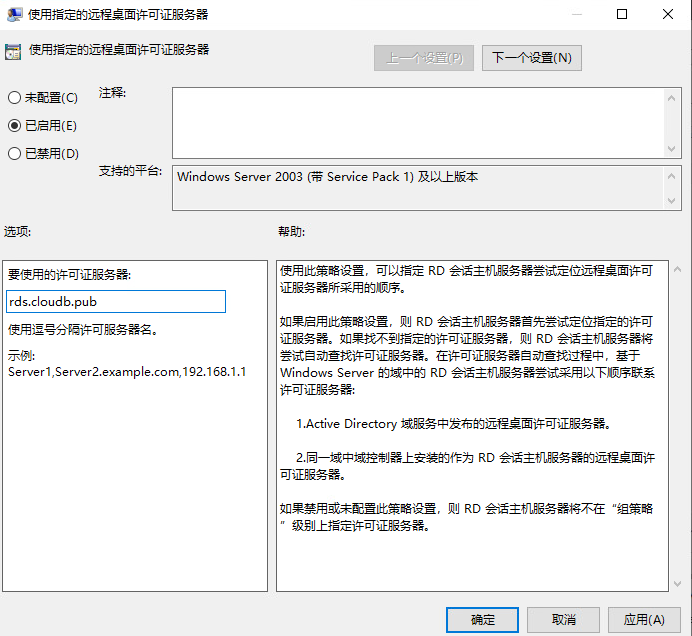 使用指定的远程桌面许可证服务器
使用指定的远程桌面许可证服务器
上一个设置(P)
下一个设置(N)
未配置(C)
已启用(E)
已禁用(D)
注释:
支持的平台:
Windows Server 2003 (带 Service Pack 1) 及以上版本
选项:
帮助:
要使用的许可证服务器:
rds.cloudb.pub
使用逗号分隔许可服务器名。
示例:
Server1,Server2.example.com,192.168.1.1
使用此策略设置，可以指定 RD 会话主机服务器尝试定位远程桌面许可
证服务器所采用的顺序。
如果启用此策略设置，则 RD 会话主机服务器首先尝试定位指定的许可
证服务器。如果找不到指定的许可证服务器，则 RD 会话主机服务器将
尝试自动查找许可证服务器。在许可证服务器自动查找过程中，基于
Windows Server 的域中的 RD 会话主机服务器尝试采用以下顺序联系
许可证服务器:
1.Active Directory 域服务中发布的远程桌面许可证服务器。
2.同一域中域控制器上安装的作为 RD 会话主机服务器的远程桌面许
可证服务器。
如果禁用或未配置此策略设置，则 RD 会话主机服务器将不在“组策略
”级别上指定许可证服务器。
确定
取消
应用(A)